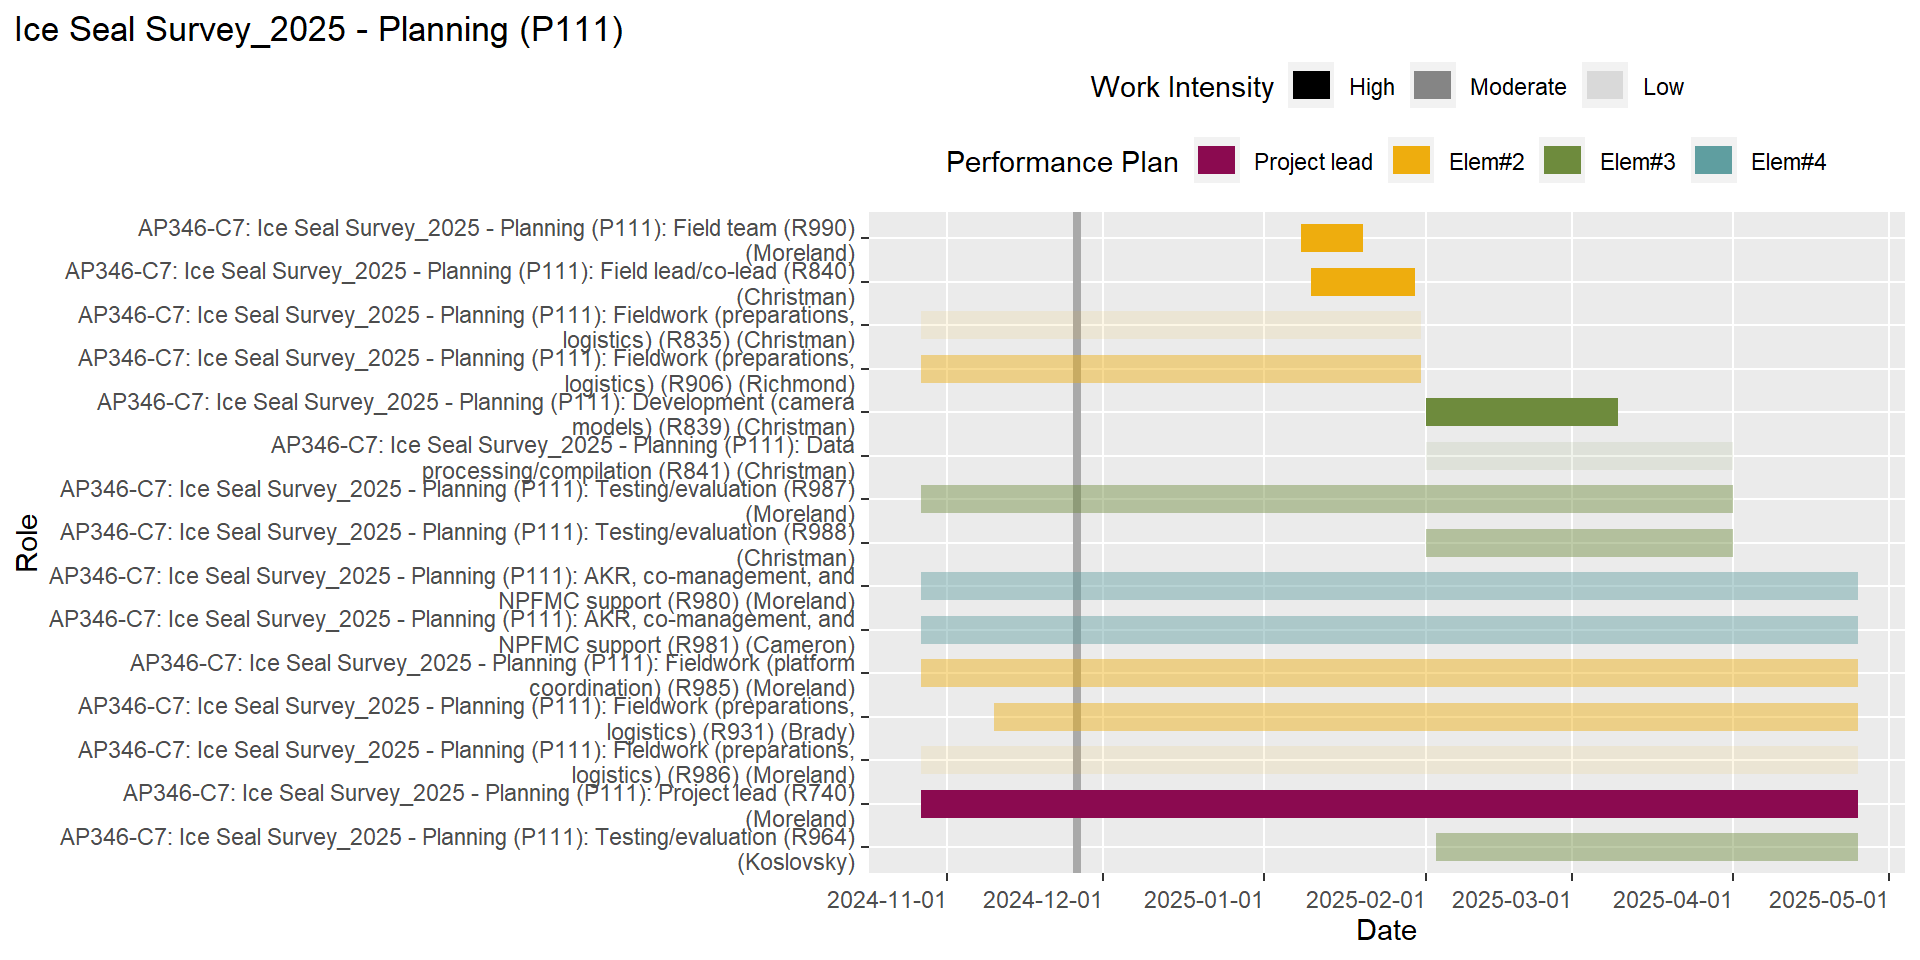 Ice Seal Survey_2025 - Planning (P111)
Work Intensity High Moderate Low
Performance Plan Project lead Elem#2 Elem#3 Elem#4
AP346-C7: Ice Seal Survey_2025 - Planning (P111): Field team (R990)
(Moreland)
AP346-C7: Ice Seal Survey_2025 - Planning (P111): Field lead/co-lead (R840)
(Christman)
AP346-C7: Ice Seal Survey_2025 - Planning (P111): Fieldwork (preparations,
logistics) (R835) (Christman)
AP346-C7: Ice Seal Survey_2025 - Planning (P111): Fieldwork (preparations,
logistics) (R906) (Richmond)
AP346-C7: Ice Seal Survey_2025 - Planning (P111): Development (camera
models) (R839) (Christman)
AP346-C7: Ice Seal Survey_2025 - Planning (P111): Data
processing/compilation (R841) (Christman)
AP346-C7: Ice Seal Survey_2025 - Planning (P111): Testing/evaluation (R987)
(Moreland)
AP346-C7: Ice Seal Survey_2025 - Planning (P111): Testing/evaluation (R988)
(Christman)
AP346-C7: Ice Seal Survey_2025 - Planning (P111): AKR, co-management, and
NPFMC support (R980) (Moreland)
AP346-C7: Ice Seal Survey_2025 - Planning (P111): AKR, co-management, and
NPFMC support (R981) (Cameron)
AP346-C7: Ice Seal Survey_2025 - Planning (P111): Fieldwork (platform
coordination) (R985) (Moreland)
AP346-C7: Ice Seal Survey_2025 - Planning (P111): Fieldwork (preparations,
logistics) (R931) (Brady)
AP346-C7: Ice Seal Survey_2025 - Planning (P111): Fieldwork (preparations,
logistics) (R986) (Moreland)
AP346-C7: Ice Seal Survey_2025 - Planning (P111): Project lead (R740)
(Moreland)
AP346-C7: Ice Seal Survey_2025 - Planning (P111): Testing/evaluation (R964)
(Koslovsky)
Role
2024-11-01 2024-12-01 2025-01-01 2025-02-01 2025-03-01 2025-04-01 2025-05-01
Date